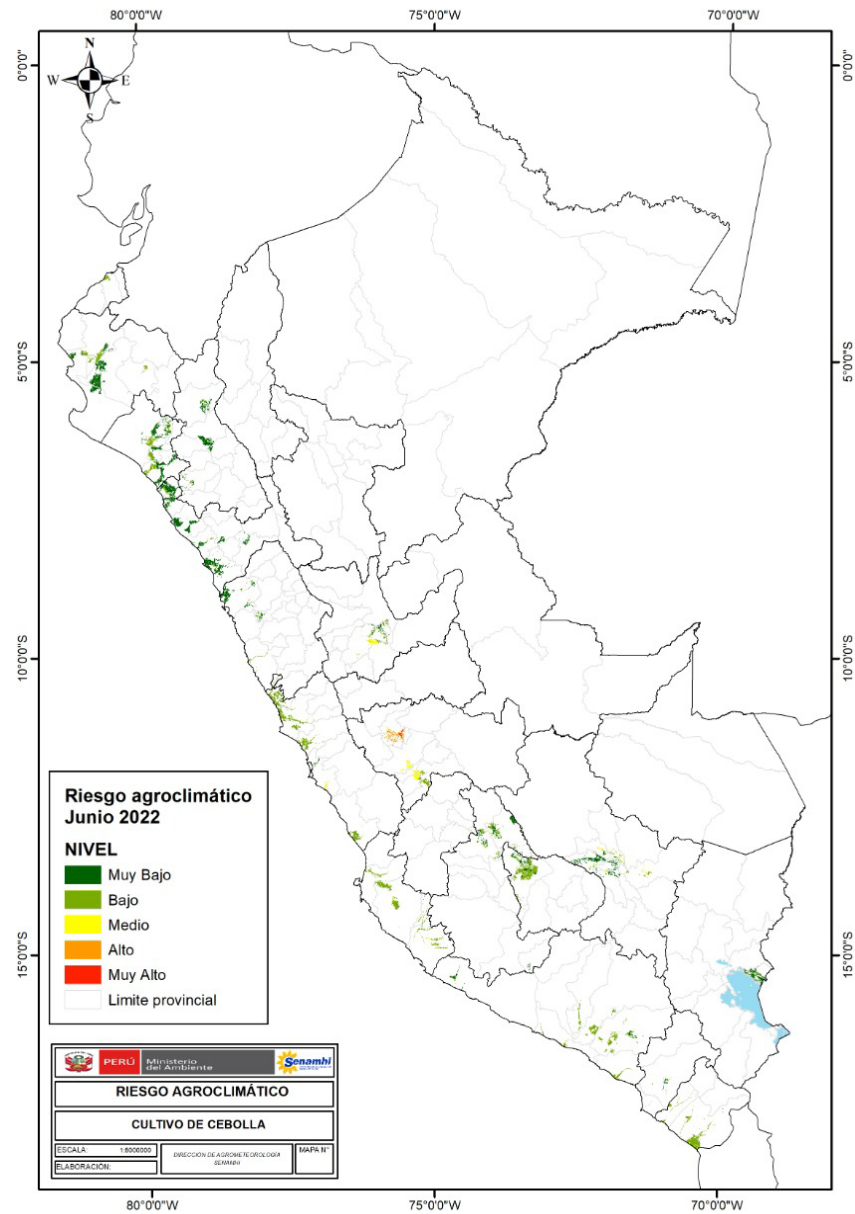 80°0'0"W 75°0'0"W 70°0'0"W
N
W E
S
0°0'0" 0°0'0"
5°0'0"S 5°0'0"S
10°0'0"S 10°0'0"S
15°0'0"S 15°0'0"S
Riesgo agroclimático
Junio 2022
NIVEL
Muy Bajo
Bajo
Medio
Alto
Muy Alto
Limite provincial
PERÚ Ministerio
del Ambiente
Senamhi
RIESGO AGROCLIMÁTICO
CULTIVO DE CEBOLLA
ESCALA: 1:6000000
DIRECCION DE AGROMETEOROLOGÍA
SENAMHI
MAPA N°
ELABORACIÓN:
80°0'0"W 75°0'0"W 70°0'0"W